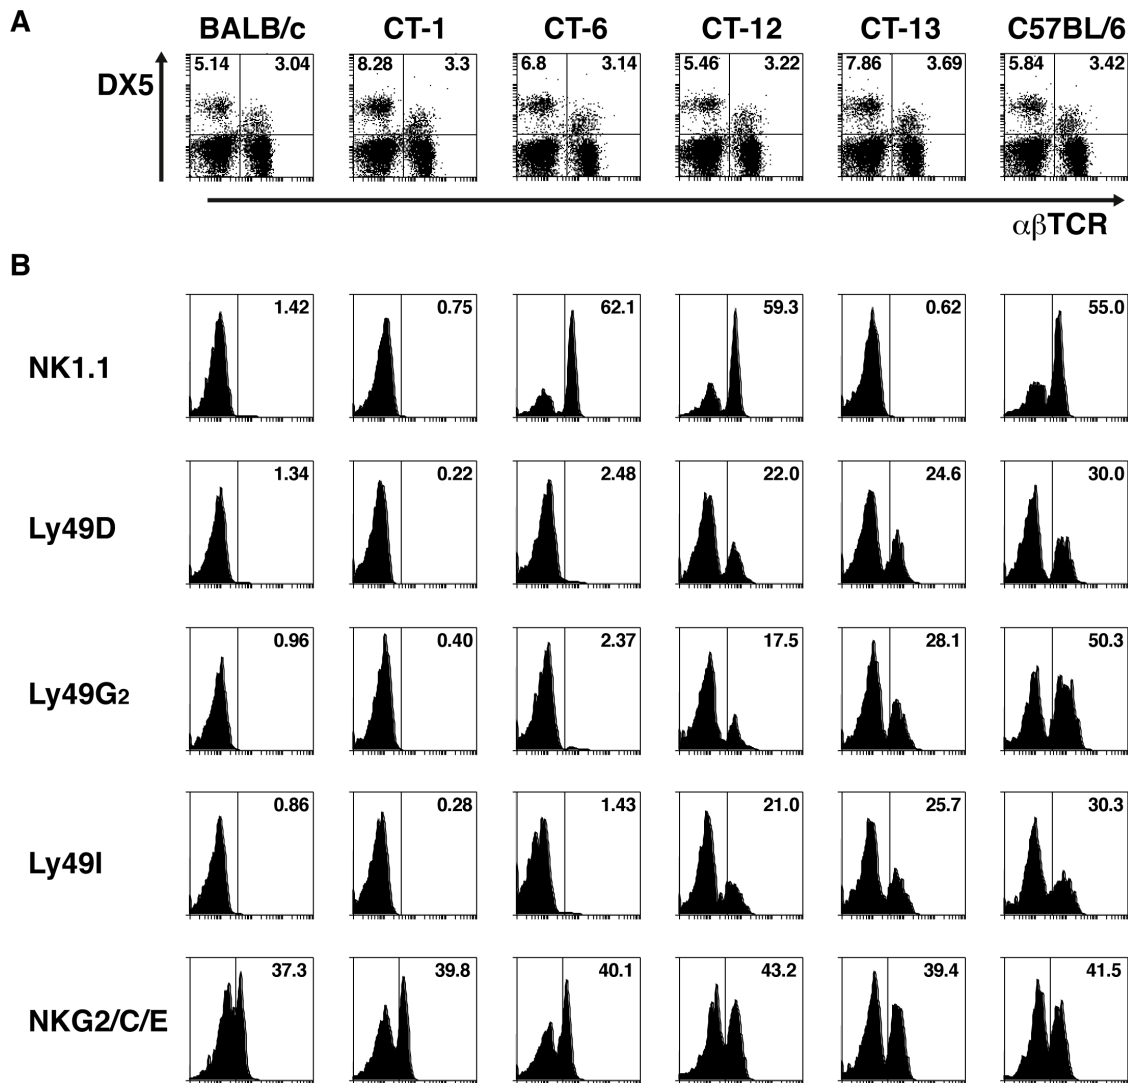 A
BALB/c CT-1 CT-6 CT-12 CT-13 C57BL/6
DX5
5.14 3.04 8.28 3.3 6.8 3.14 5.46 3.22 7.86 3.69 5.84 3.42
αβTCR
B
NK1.1 1.42 0.75 62.1 59.3 0.62 55.0
Ly49D 1.34 0.22 2.48 22.0 24.6 30.0
Ly49G2 0.96 0.40 2.37 17.5 28.1 50.3
Ly49I 0.86 0.28 1.43 21.0 25.7 30.3
NKG2/C/E 37.3 39.8 40.1 43.2 39.4 41.5